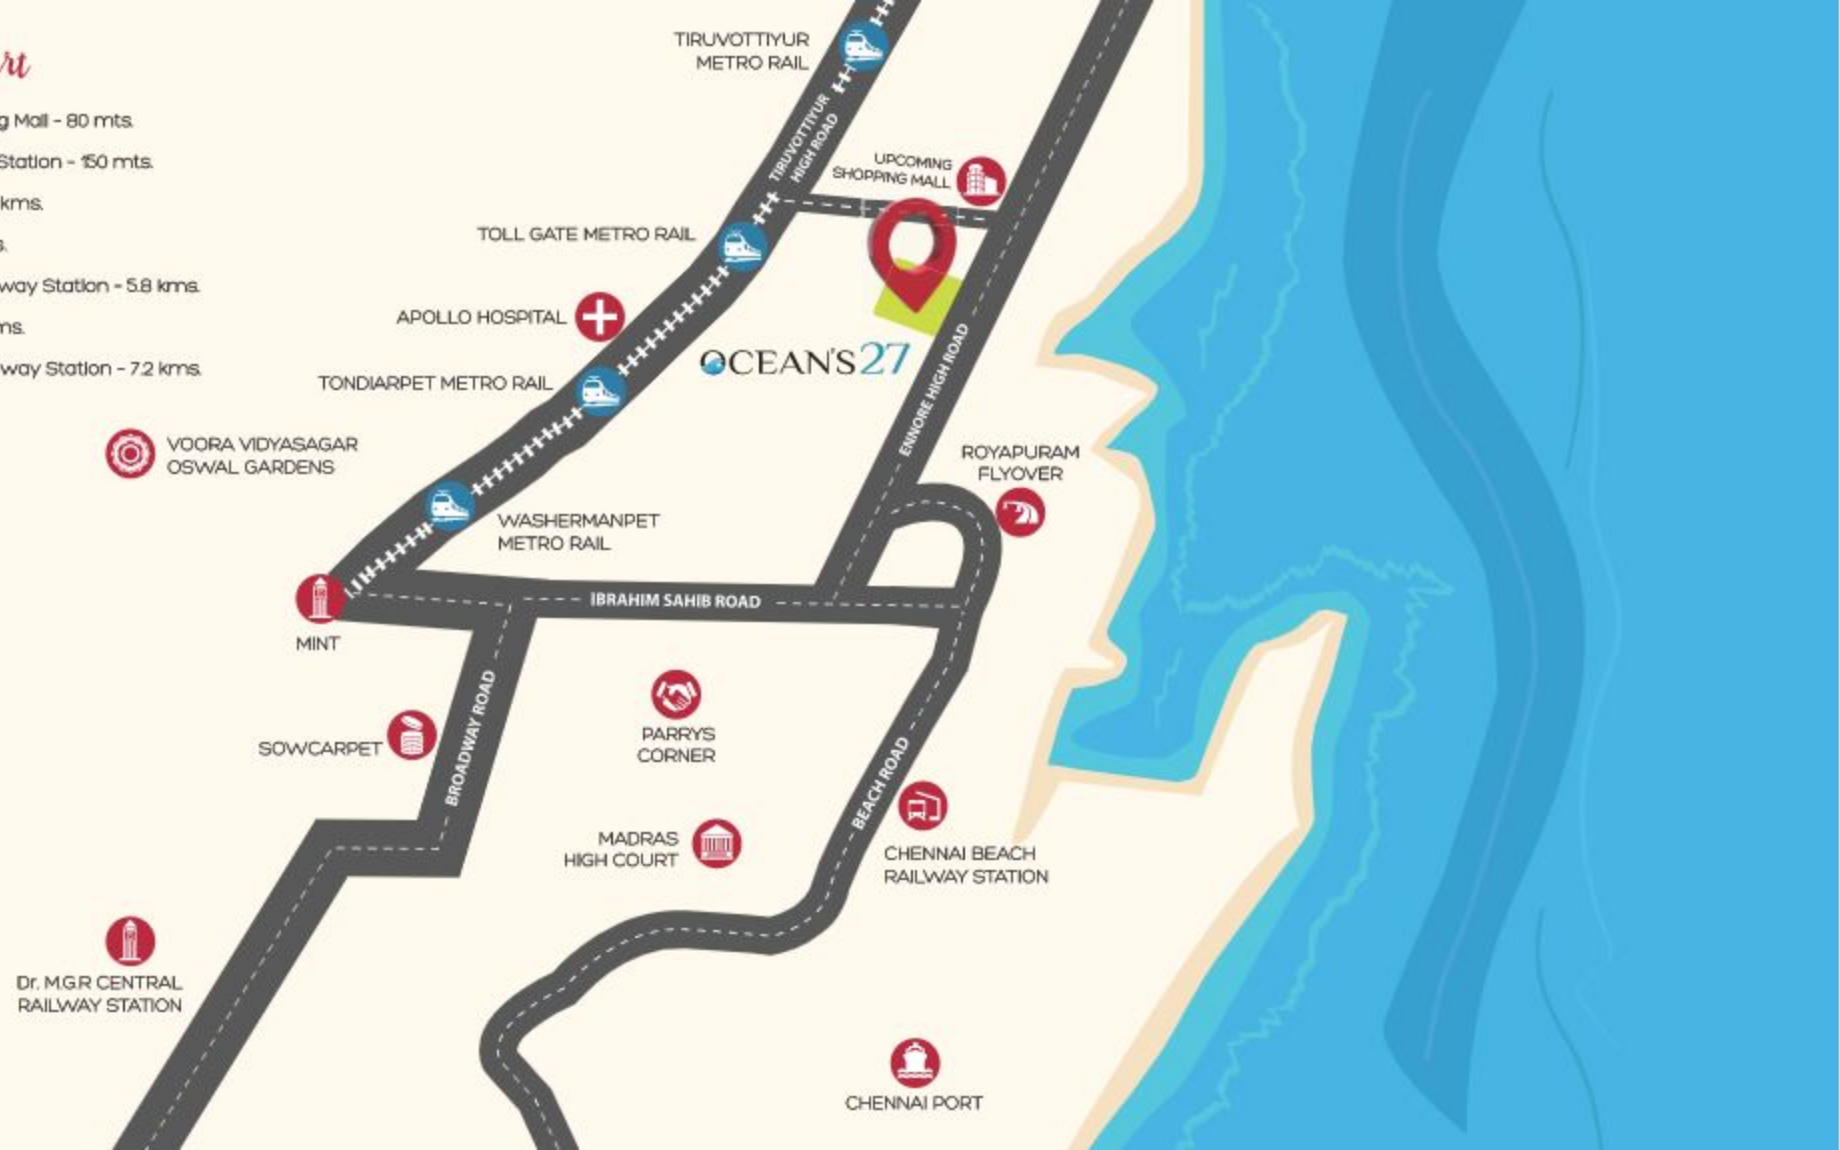 rt
g Mall - 80 mts.
Station - 150 mts.
kms.
s.
way Station - 5.8 kms.
ms.
way Station - 7.2 kms.
TIRUVOTTIYUR
METRO RAIL
TIRUVOTTIYUR
HIGH ROAD
UPCOMING
SHOPPING MALL
TOLL GATE METRO RAIL
APOLLO HOSPITAL
OCEAN'S 27
TONDIARPET METRO RAIL
ENNORE HIGH ROAD
VOORA VIDYASAGAR
OSWAL GARDENS
ROYAPURAM
FLYOVER
WASHERMANPET
METRO RAIL
IBRAHIM SAHIB ROAD
MINT
BROADWAY ROAD
SOWCARPET
PARRYS
CORNER
BEACH ROAD
MADRAS
HIGH COURT
CHENNAI BEACH
RAILWAY STATION
Dr. M.G.R CENTRAL
RAILWAY STATION
CHENNAI PORT